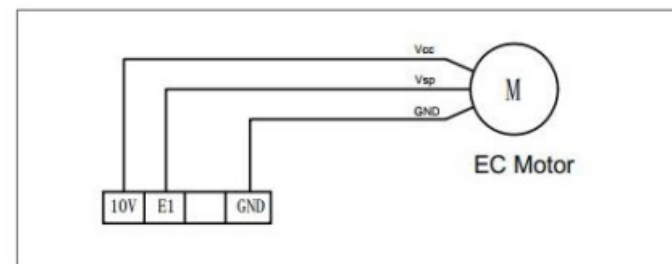 Vcc
Vsp
GND
M
EC Motor
10V E1 GND